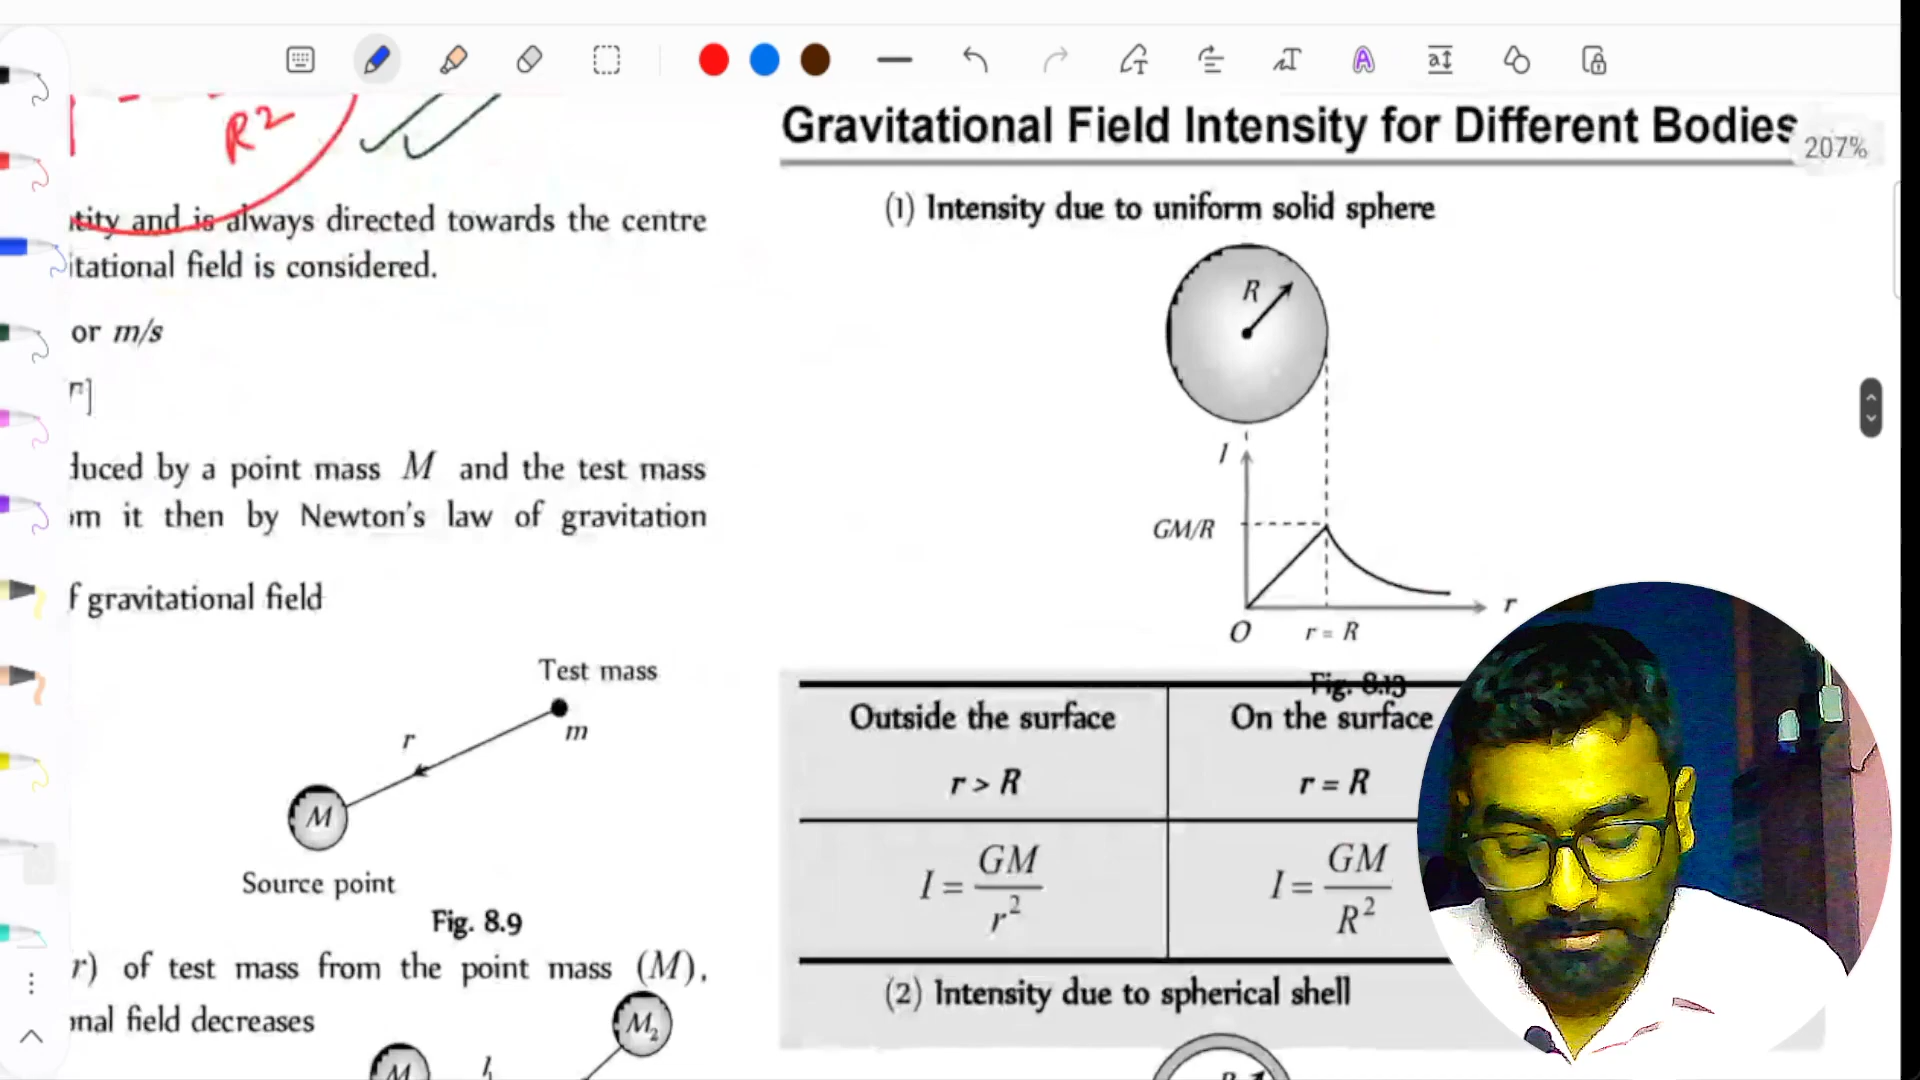 207%
R²
tity and is always directed towards the centre
itational field is considered.
or m/s
duced by a point mass M and the test mass
om it then by Newton's law of gravitation
f gravitational field
Test mass
m
r
M
Source point
Fig. 8.9
r) of test mass from the point mass (M),
onal field decreases
M₂
M
Gravitational Field Intensity for Different Bodies
(1) Intensity due to uniform solid sphere
R
I
GM/R
O
r = R
r
Fig. 8.13
Outside the surface
r > R
On the surface
r = R
I = GM/r²
I = GM/R²
(2) Intensity due to spherical shell